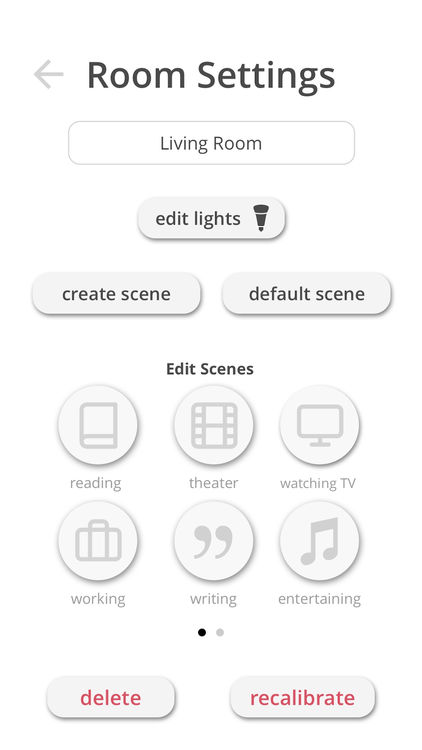 Room Settings
Living Room
edit lights
create scene
default scene
Edit Scenes
reading
theater
watching TV
working
writing
entertaining
delete
recalibrate